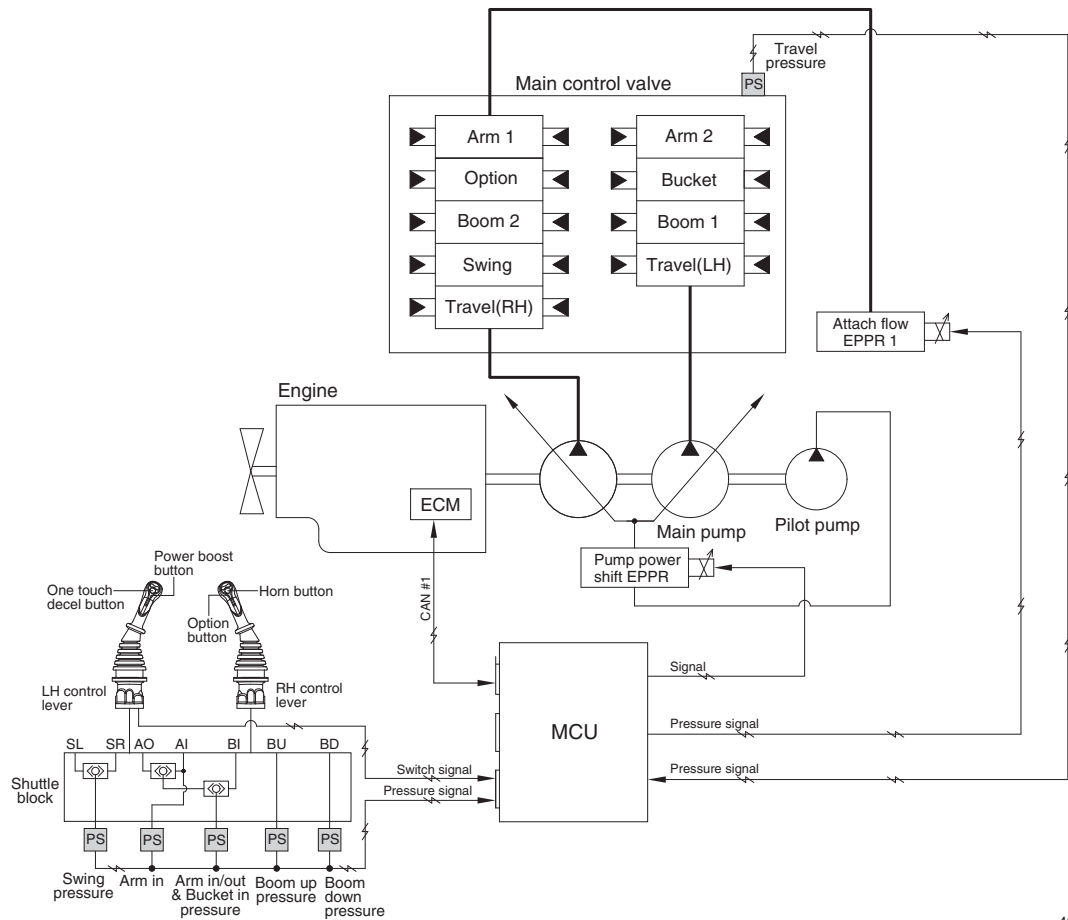 Travel
pressure
PS
Main control valve
Arm 1
Option
Boom 2
Swing
Travel(RH)
Arm 2
Bucket
Boom 1
Travel(LH)
Attach flow
EPPR 1
Engine
ECM
Main pump
Pilot pump
Pump power
shift EPPR
CAN #1
Power boost
button
One touch
decel button
Horn button
Option
button
LH control
lever
RH control
lever
Signal
MCU
Pressure signal
Pressure signal
Switch signal
Pressure signal
SL SR AO AI BI BU BD
Shuttle
block
PS PS PS PS PS
Swing
pressure
Arm in
Arm in/out
& Bucket in
pressure
Boom up
pressure
Boom
down
pressure